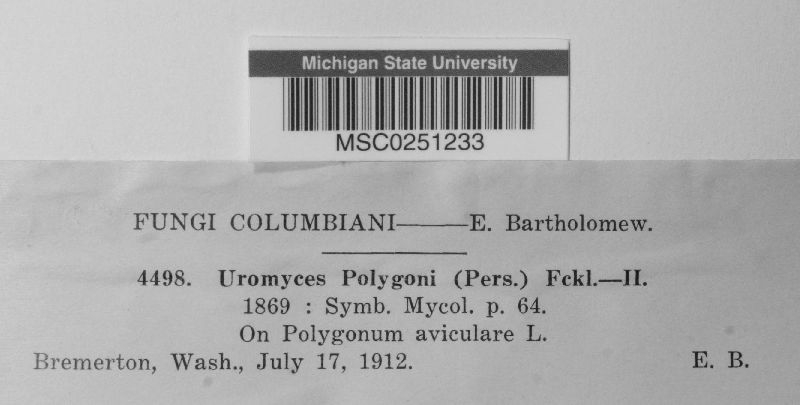 Michigan State University
MSC0251233
FUNGI COLUMBIANI——E. Bartholomew.
4498. Uromyces Polygoni (Pers.) Fckl.—II.
1869 : Symb. Mycol. p. 64.
On Polygonum aviculare L.
Bremerton, Wash., July 17, 1912. E. B.